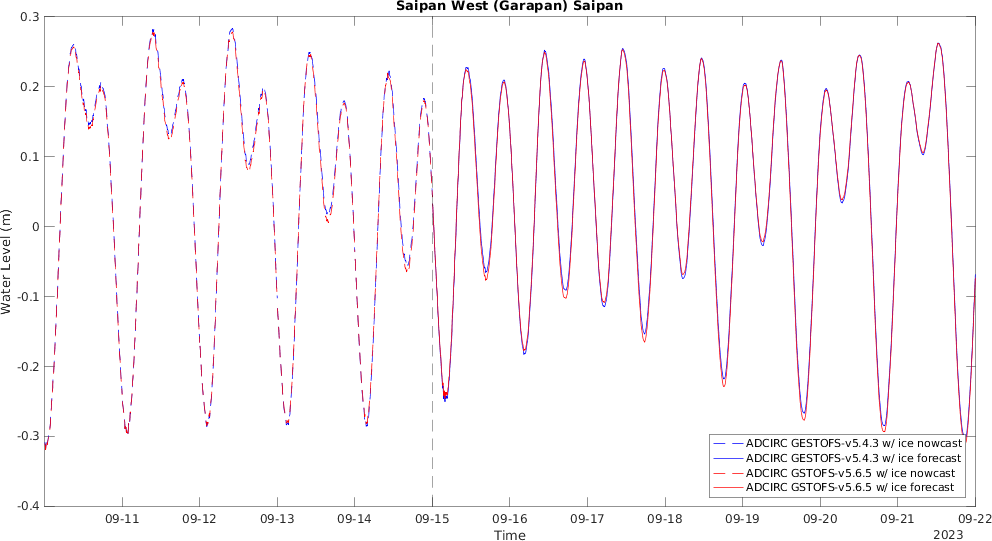 Saipan West (Garapan) Saipan
0.3
0.2
0.1
0
-0.1
-0.2
-0.3
-0.4
Water Level (m)
ADCIRC GESTOFS-v5.4.3 w/ ice nowcast
ADCIRC GESTOFS-v5.4.3 w/ ice forecast
ADCIRC GSTOFS-v5.6.5 w/ ice nowcast
ADCIRC GSTOFS-v5.6.5 w/ ice forecast
09-11 09-12 09-13 09-14 09-15 09-16 09-17 09-18 09-19 09-20 09-21 09-22
Time
2023